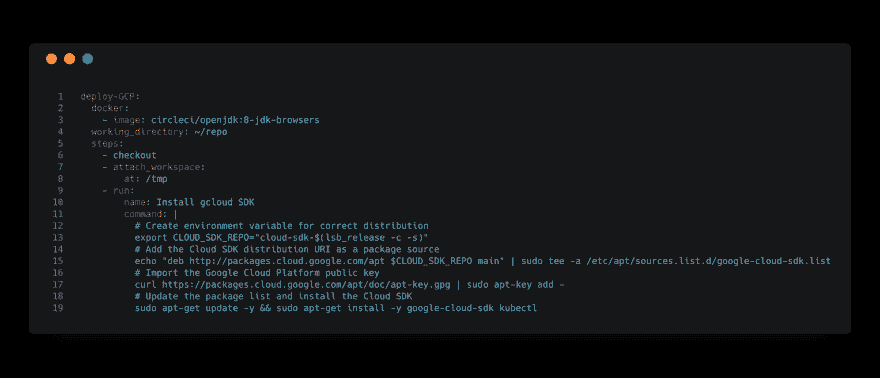 1 deploy-GCP:
2   docker:
3     - image: circleci/openjdk:8-jdk-browsers
4   working_directory: ~/repo
5   steps:
6     - checkout
7     - attach_workspace:
8         at: /tmp
9     - run:
10         name: Install gcloud SDK
11         command: |
12           # Create environment variable for correct distribution
13           export CLOUD_SDK_REPO="cloud-sdk-$(lsb_release -c -s)"
14           # Add the Cloud SDK distribution URI as a package source
15           echo "deb http://packages.cloud.google.com/apt $CLOUD_SDK_REPO main" | sudo tee -a /etc/apt/sources.list.d/google-cloud-sdk.list
16           # Import the Google Cloud Platform public key
17           curl https://packages.cloud.google.com/apt/doc/apt-key.gpg | sudo apt-key add -
18           # Update the package list and install the Cloud SDK
19           sudo apt-get update -y && sudo apt-get install -y google-cloud-sdk kubectl